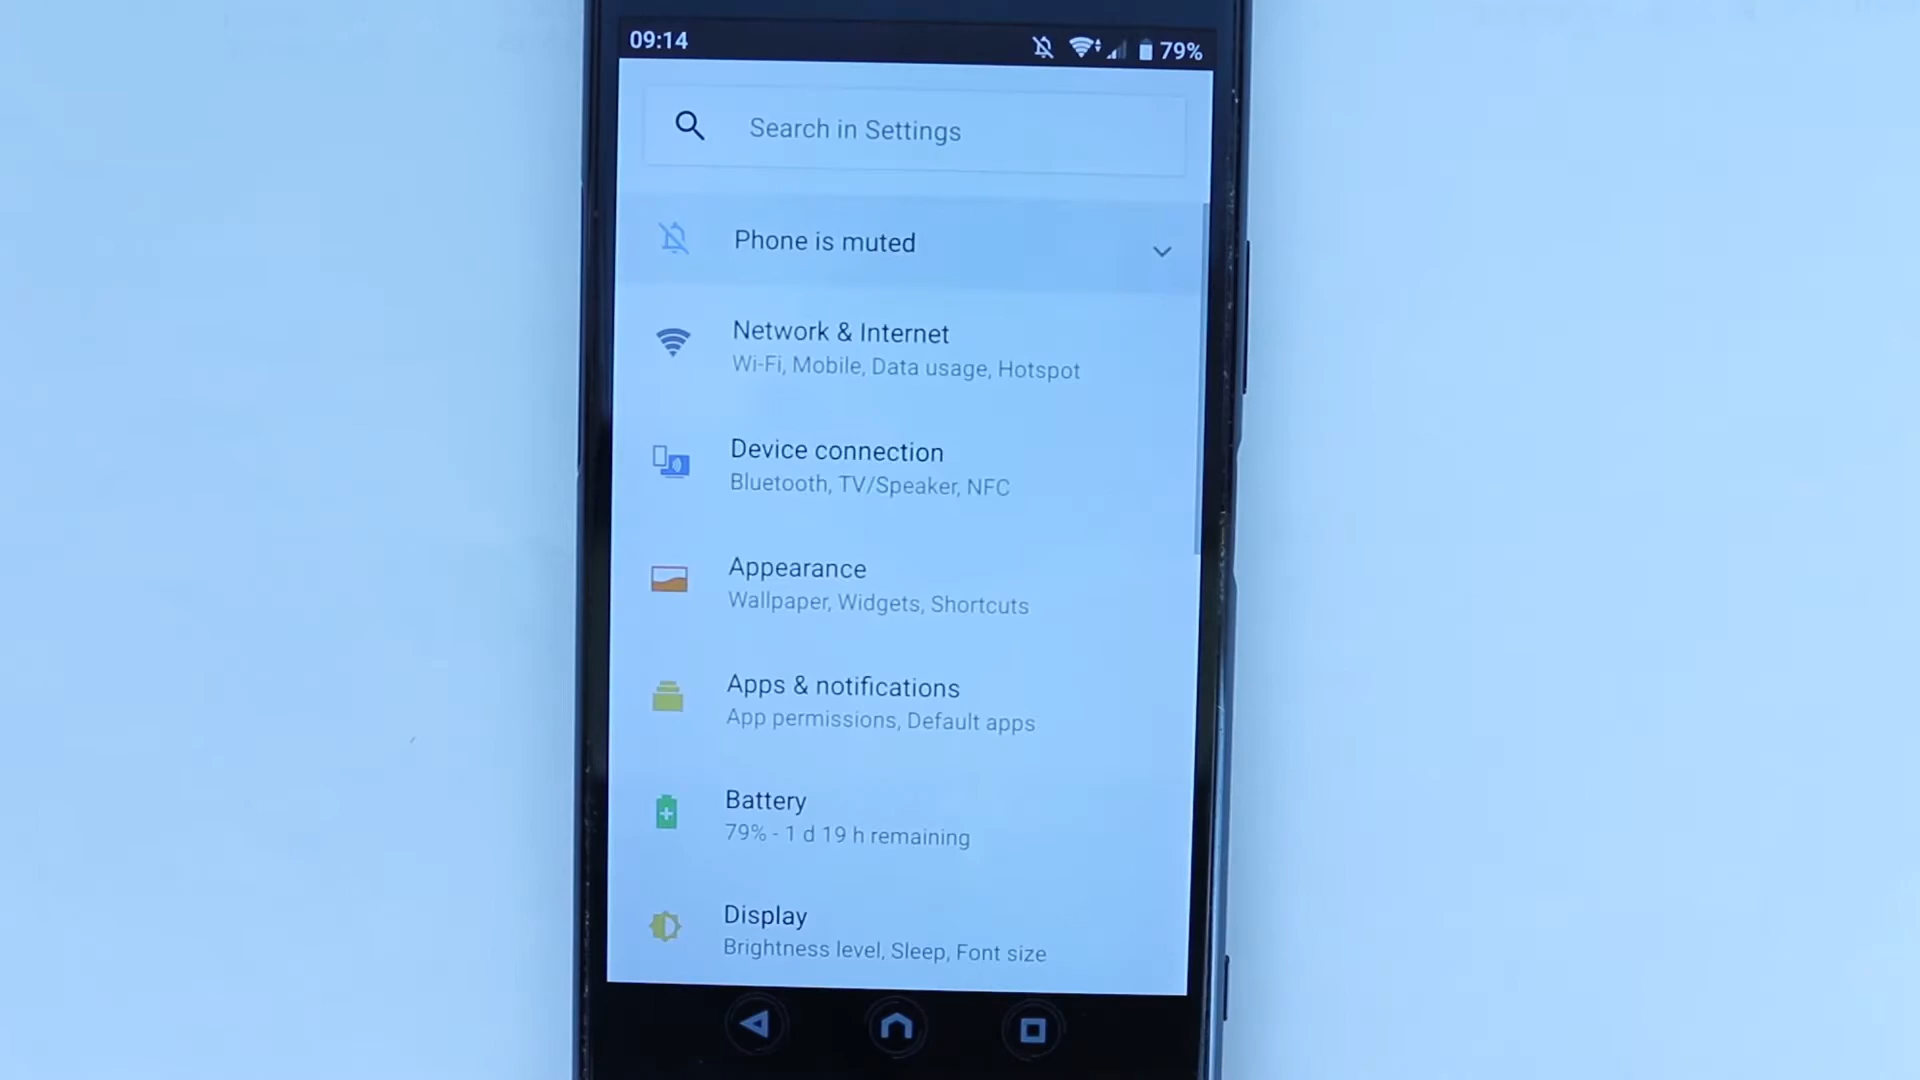 09:14
79%
Search in Settings
Phone is muted
Network & Internet
Wi-Fi, Mobile, Data usage, Hotspot
Device connection
Bluetooth, TV/Speaker, NFC
Appearance
Wallpaper, Widgets, Shortcuts
Apps & notifications
App permissions, Default apps
Battery
79% - 1 d 19 h remaining
Display
Brightness level, Sleep, Font size